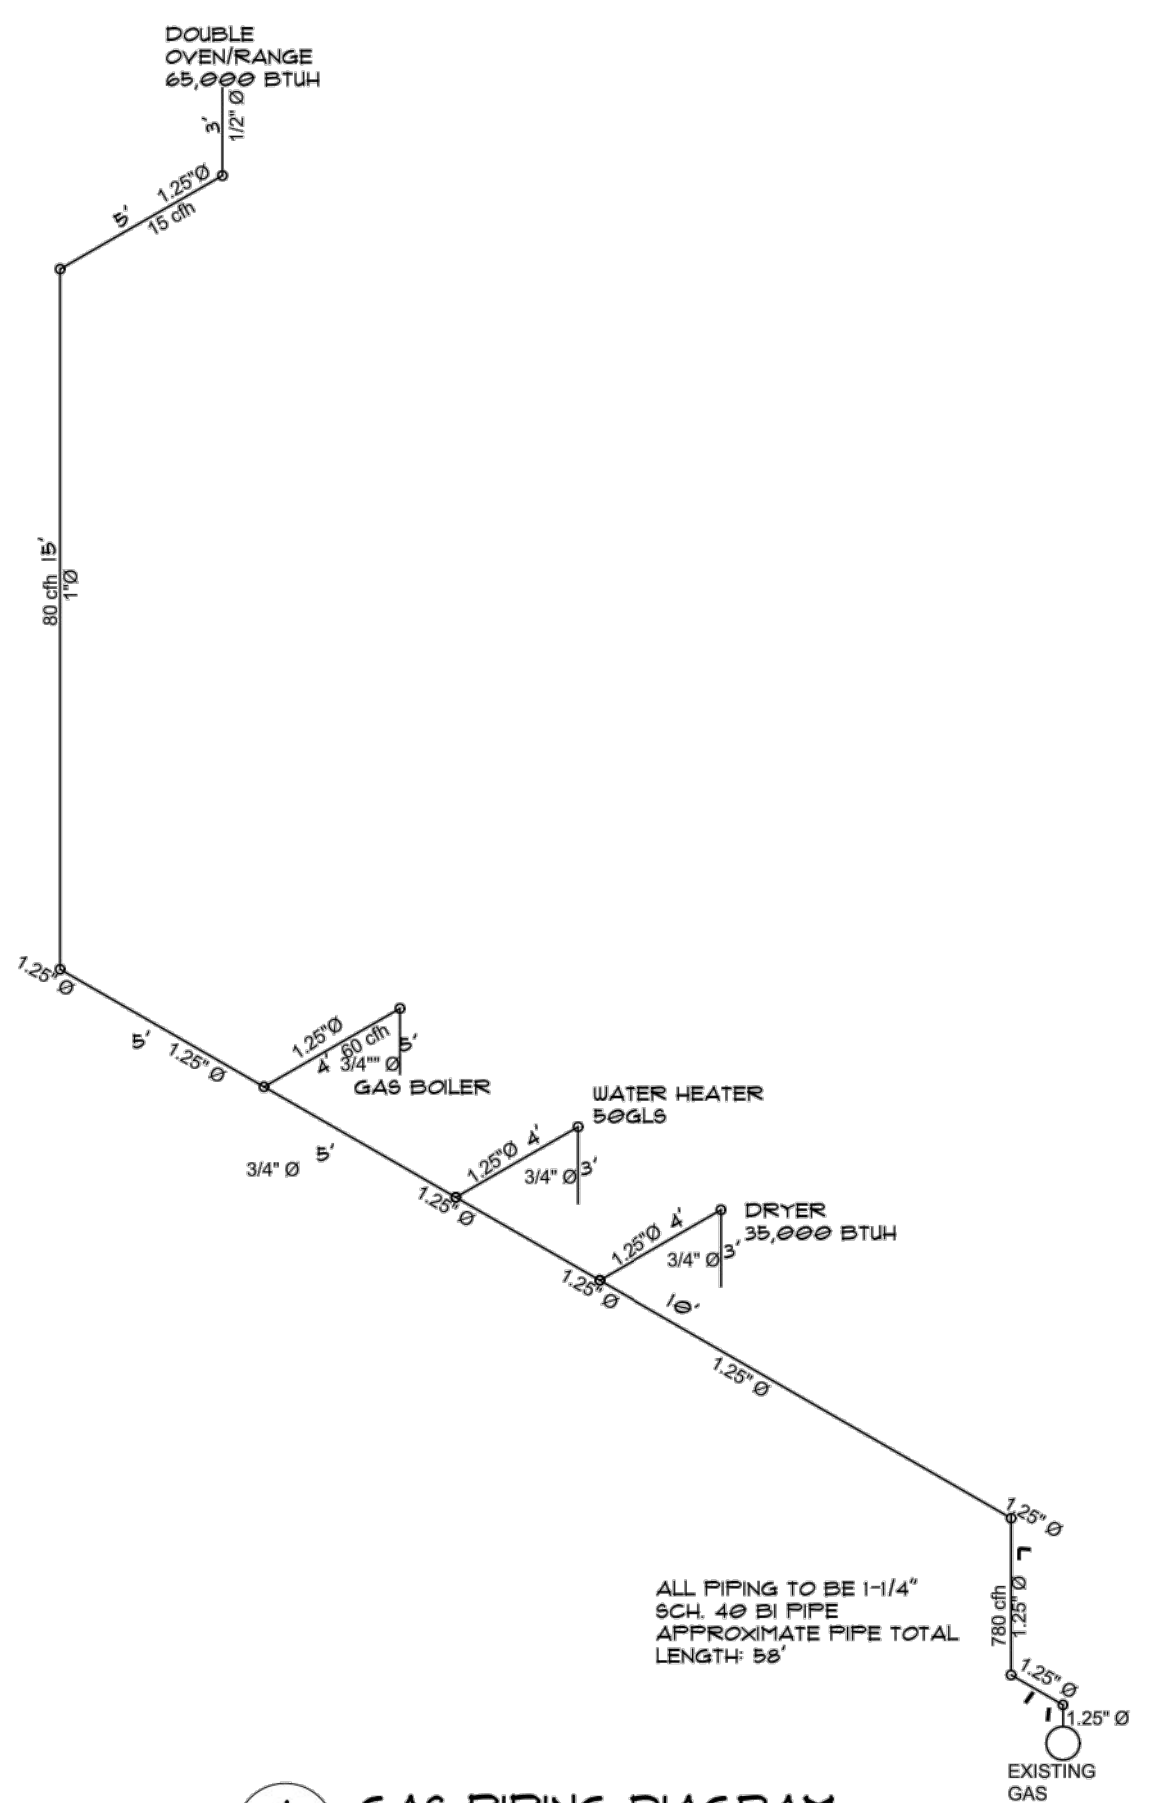 DOUBLE
OVEN/RANGE
65,000 BTUH
3'
1/2" Ø
1.25"Ø
5'
15 cfh
15'
80 cfh
1"Ø
1.25" Ø
5'
1.25" Ø
1.25"Ø
60 cfh
4'
5'
3/4"" Ø
GAS BOILER
WATER HEATER
50GLS
1.25"Ø 4'
3/4" Ø 3'
5'
3/4" Ø
1.25" Ø
DRYER
35,000 BTUH
1.25"Ø 4'
3/4" Ø 3'
1.25" Ø
10'
1.25" Ø
1.25" Ø
ALL PIPING TO BE 1-1/4"
SCH. 40 BI PIPE
APPROXIMATE PIPE TOTAL
LENGTH: 58'
780 cfh
1.25" Ø
1.25" Ø
1.25" Ø
EXISTING
GAS
GAS PIPING DIAGRAM